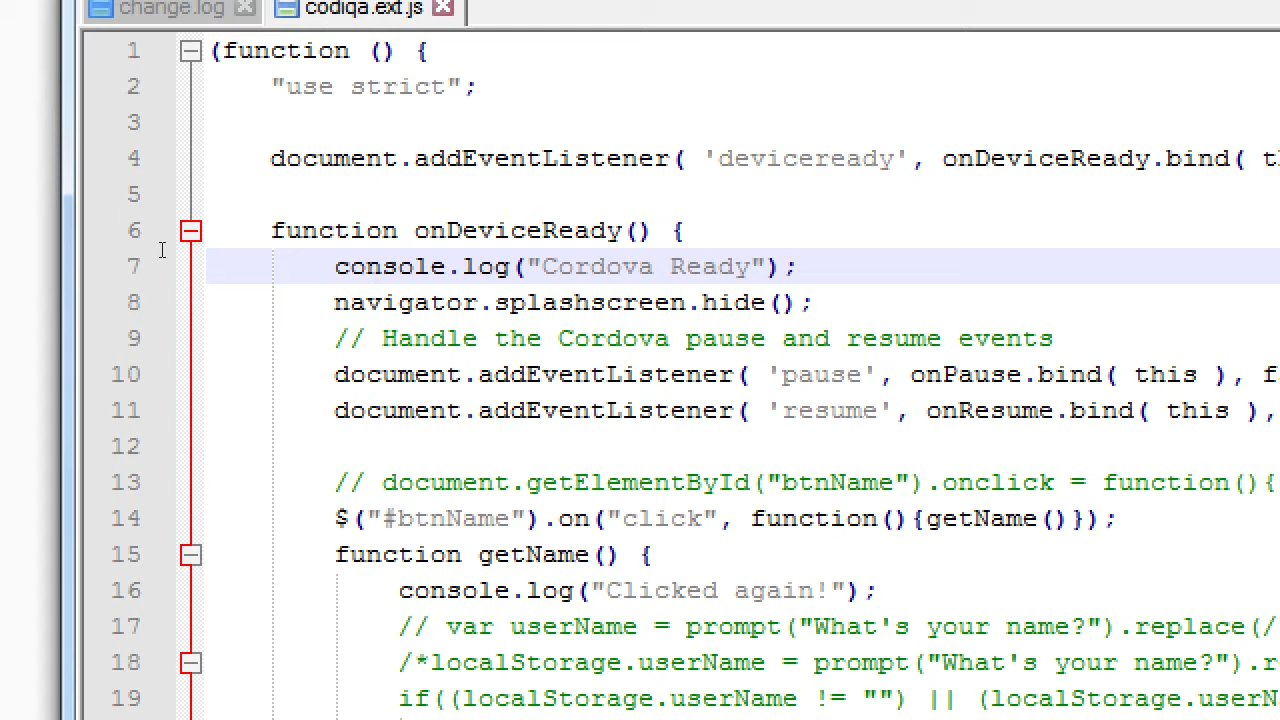 change.log codiqa.ext.js
1 (function () {
2 "use strict";
3
4 document.addEventListener( 'deviceready', onDeviceReady.bind( th
5
6 function onDeviceReady() {
7 console.log("Cordova Ready");
8 navigator.splashscreen.hide();
9 // Handle the Cordova pause and resume events
10 document.addEventListener( 'pause', onPause.bind( this ), f
11 document.addEventListener( 'resume', onResume.bind( this ),
12
13 // document.getElementById("btnName").onclick = function(){
14 $("#btnName").on("click", function(){getName()});
15 function getName() {
16 console.log("Clicked again!");
17 // var userName = prompt("What's your name?").replace(/
18 /*localStorage.userName = prompt("What's your name?").r
19 if((localStorage.userName != "") || (localStorage.userN